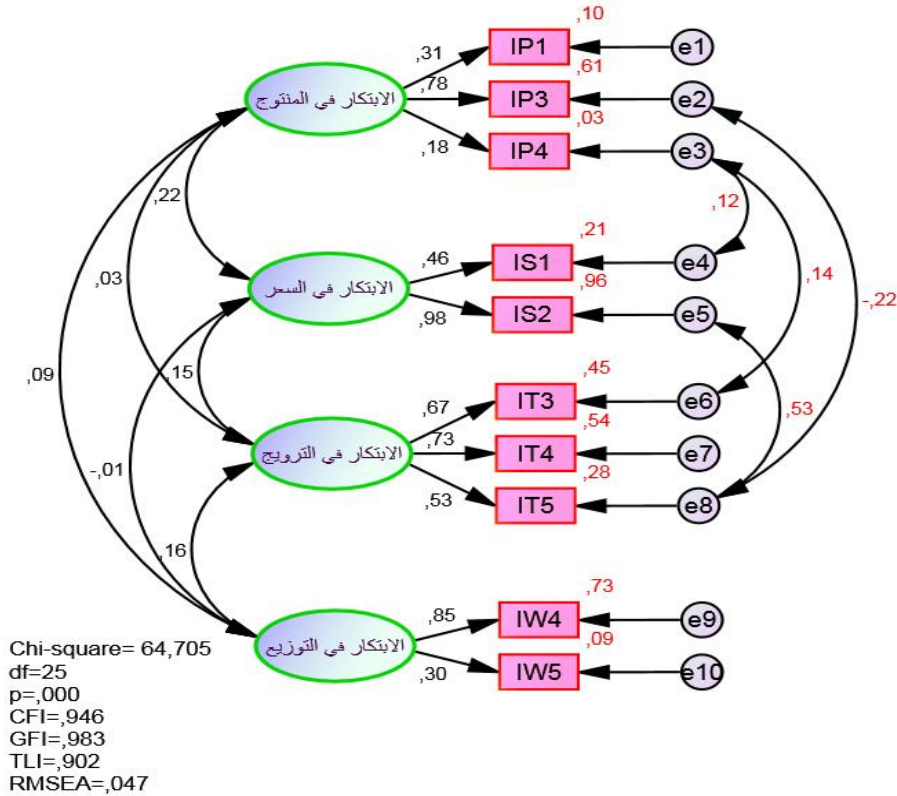 ,10
IP1
e1
,31
,61
الابتكار في المنتوج
,78
IP3
e2
,03
,18
IP4
e3
,22
,12
,21
,46
IS1
e4
,03
,96
,14
الابتكار في السعر
-,22
,98
IS2
e5
,09
,15
,45
,67
IT3
e6
,53
,54
,73
الابتكار في الترويج
IT4
e7
-,01
,28
,53
IT5
e8
,16
,73
,85
IW4
e9
الابتكار في التوزيع
,09
,30
IW5
e10
Chi-square= 64,705
df=25
p=,000
CFI=,946
GFI=,983
TLI=,902
RMSEA=,047